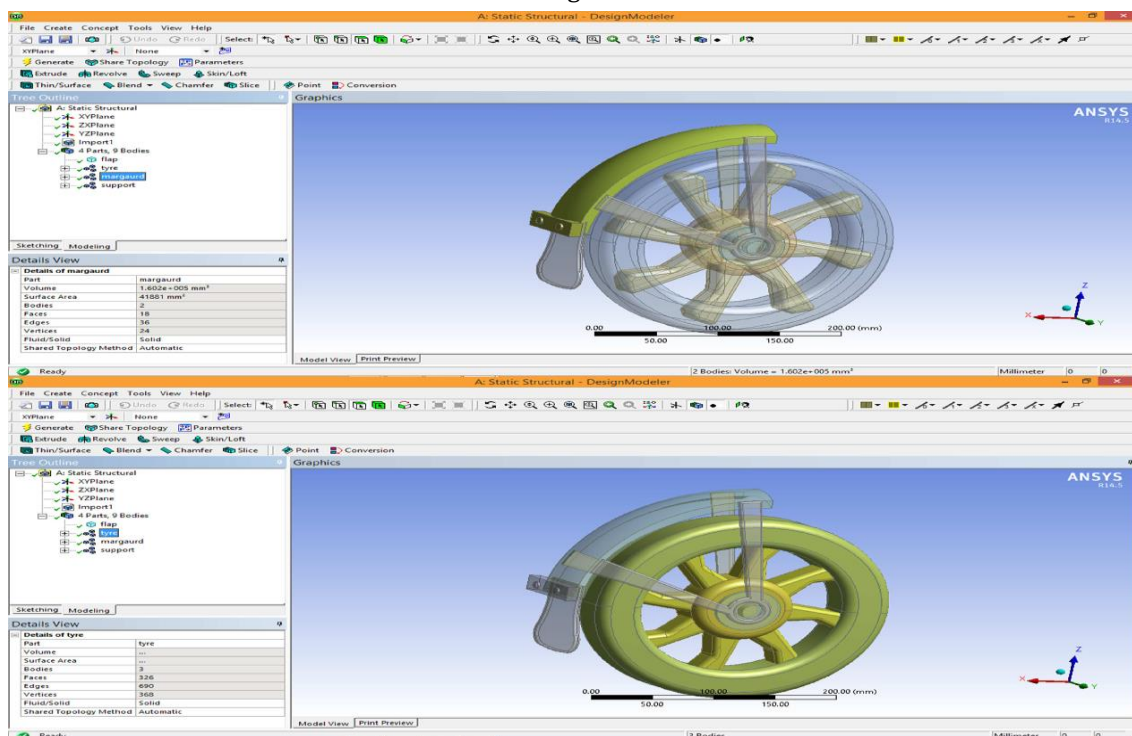 A: Static Structural - DesignModeler
File Create Concept Tools View Help
Undo Redo Select:
XYPlane None
Generate Share Topology Parameters
Extrude Revolve Sweep Skin/Loft
Thin/Surface Blend Chamfer Slice Point Conversion
Tree Outline Graphics
A: Static Structural
XYPlane
ZXPlane
YZPlane
Import1
4 Parts, 9 Bodies
flap
tyre
margaurd
support
ANSYS
R14.5
Sketching Modeling
Details View
Details of margaurd
Part margaurd
Volume 1.602e+005 mm³
Surface Area 41881 mm²
Bodies 2
Faces 18
Edges 36
Vertices 24
Fluid/Solid Solid
Shared Topology Method Automatic
0.00 100.00 200.00 (mm)
50.00 150.00
Z
X
Y
Model View Print Preview
Ready 2 Bodies: Volume = 1.602e+005 mm³ Millimeter 0 0
A: Static Structural - DesignModeler
File Create Concept Tools View Help
Undo Redo Select:
XYPlane None
Generate Share Topology Parameters
Extrude Revolve Sweep Skin/Loft
Thin/Surface Blend Chamfer Slice Point Conversion
Tree Outline Graphics
A: Static Structural
XYPlane
ZXPlane
YZPlane
Import1
4 Parts, 9 Bodies
flap
tyre
margaurd
support
ANSYS
R14.5
Sketching Modeling
Details View
Details of tyre
Part tyre
Volume ...
Surface Area ...
Bodies 3
Faces 326
Edges 690
Vertices 368
Fluid/Solid Solid
Shared Topology Method Automatic
0.00 100.00 200.00 (mm)
50.00 150.00
Z
X
Y
Model View Print Preview
Ready 3 Bodies Millimeter 0 0